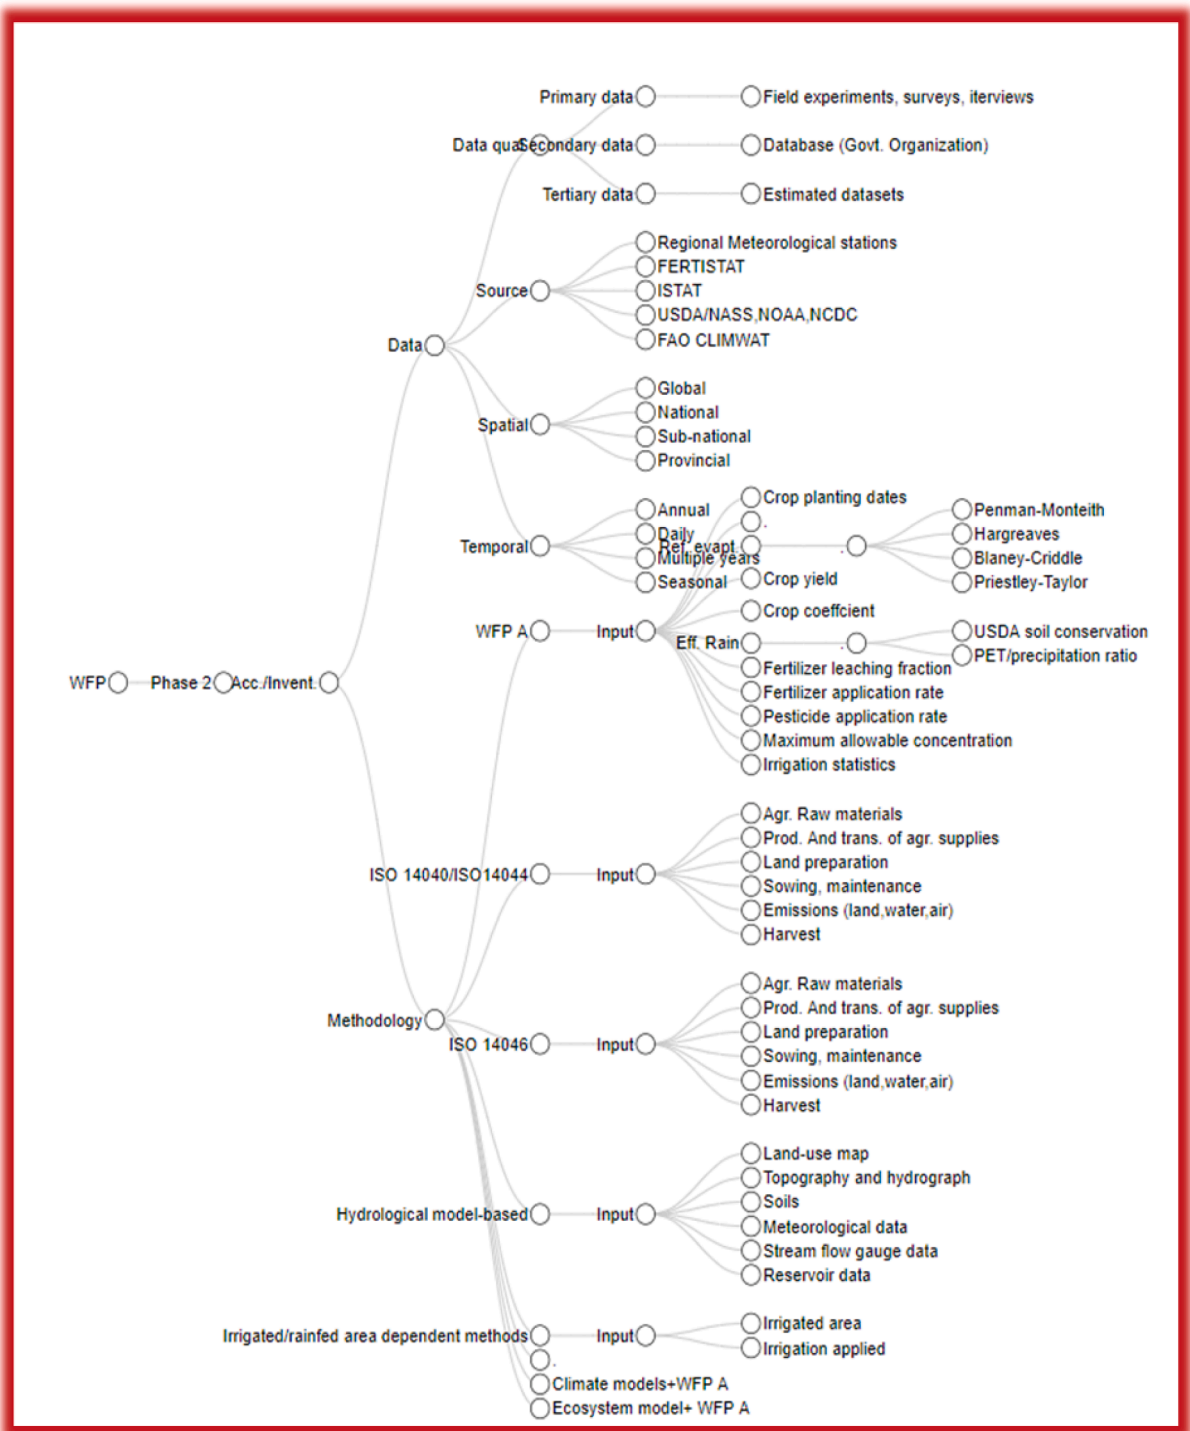 Primary data
Field experiments, surveys, iterviews
Data qua
Secondary data
Database (Govt. Organization)
Tertiary data
Estimated datasets
Source
Regional Meteorological stations
FERTISTAT
ISTAT
USDA/NASS,NOAA,NCDC
FAO CLIMWAT
Data
Spatial
Global
National
Sub-national
Provincial
Temporal
Annual
Daily
Multiple years
Seasonal
WFP
Phase 2
Acc./Invent.
WFP A
Input
Crop planting dates
.
Ref. evapt.
.
Penman-Monteith
Hargreaves
Blaney-Criddle
Priestley-Taylor
Crop yield
Crop coeffcient
Eff. Rain
.
USDA soil conservation
PET/precipitation ratio
Fertilizer leaching fraction
Fertilizer application rate
Pesticide application rate
Maximum allowable concentration
Irrigation statistics
ISO 14040/ISO14044
Input
Agr. Raw materials
Prod. And trans. of agr. supplies
Land preparation
Sowing, maintenance
Emissions (land,water,air)
Harvest
Methodology
ISO 14046
Input
Agr. Raw materials
Prod. And trans. of agr. supplies
Land preparation
Sowing, maintenance
Emissions (land,water,air)
Harvest
Hydrological model-based
Input
Land-use map
Topography and hydrograph
Soils
Meteorological data
Stream flow gauge data
Reservoir data
Irrigated/rainfed area dependent methods
Input
Irrigated area
Irrigation applied
.
Climate models+WFP A
Ecosystem model+ WFP A